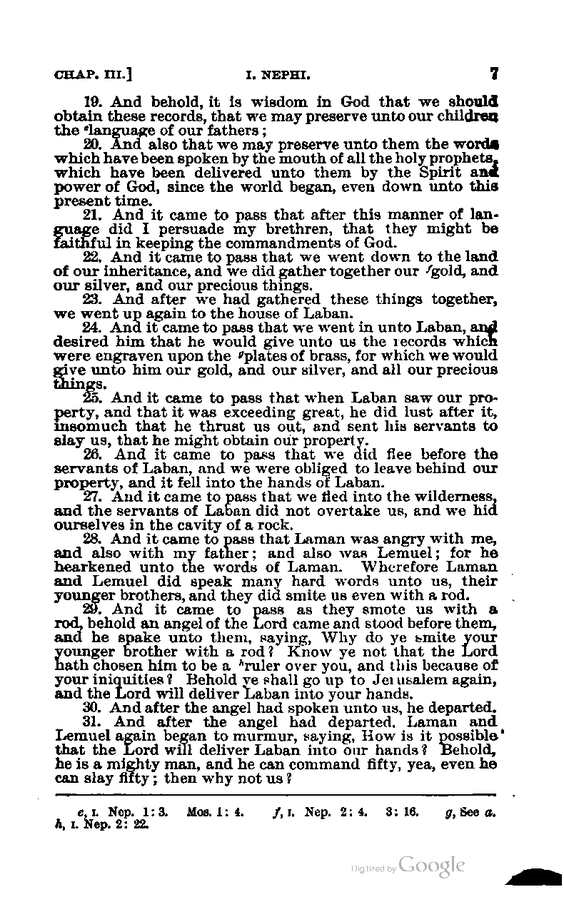 CHAP. III.] I. NEPHI. 7
19. And behold, it is wisdom in God that we should
obtain these records, that we may preserve unto our children
the ᵉlanguage of our fathers;
20. And also that we may preserve unto them the words
which have been spoken by the mouth of all the holy prophets,
which have been delivered unto them by the Spirit and
power of God, since the world began, even down unto this
present time.
21. And it came to pass that after this manner of lan-
guage did I persuade my brethren, that they might be
faithful in keeping the commandments of God.
22. And it came to pass that we went down to the land
of our inheritance, and we did gather together our ᶠgold, and
our silver, and our precious things.
23. And after we had gathered these things together,
we went up again to the house of Laban.
24. And it came to pass that we went in unto Laban, and
desired him that he would give unto us the records which
were engraven upon the ᵍplates of brass, for which we would
give unto him our gold, and our silver, and all our precious
things.
25. And it came to pass that when Laban saw our pro-
perty, and that it was exceeding great, he did lust after it,
insomuch that he thrust us out, and sent his servants to
slay us, that he might obtain our property.
26. And it came to pass that we did flee before the
servants of Laban, and we were obliged to leave behind our
property, and it fell into the hands of Laban.
27. And it came to pass that we fled into the wilderness,
and the servants of Laban did not overtake us, and we hid
ourselves in the cavity of a rock.
28. And it came to pass that Laman was angry with me,
and also with my father; and also was Lemuel; for he
hearkened unto the words of Laman. Wherefore Laman
and Lemuel did speak many hard words unto us, their
younger brothers, and they did smite us even with a rod.
29. And it came to pass as they smote us with a
rod, behold an angel of the Lord came and stood before them,
and he spake unto them, saying, Why do ye smite your
younger brother with a rod? Know ye not that the Lord
hath chosen him to be a ʰruler over you, and this because of
your iniquities? Behold ye shall go up to Jerusalem again,
and the Lord will deliver Laban into your hands.
30. And after the angel had spoken unto us, he departed.
31. And after the angel had departed, Laman and
Lemuel again began to murmur, saying, How is it possible
that the Lord will deliver Laban into our hands? Behold,
he is a mighty man, and he can command fifty, yea, even he
can slay fifty; then why not us?
e, I. Nep. 1: 3. Mos. 1: 4. f, I. Nep. 2: 4. 3: 16. g, See a.
h, I. Nep. 2: 22.
Digitized by Google